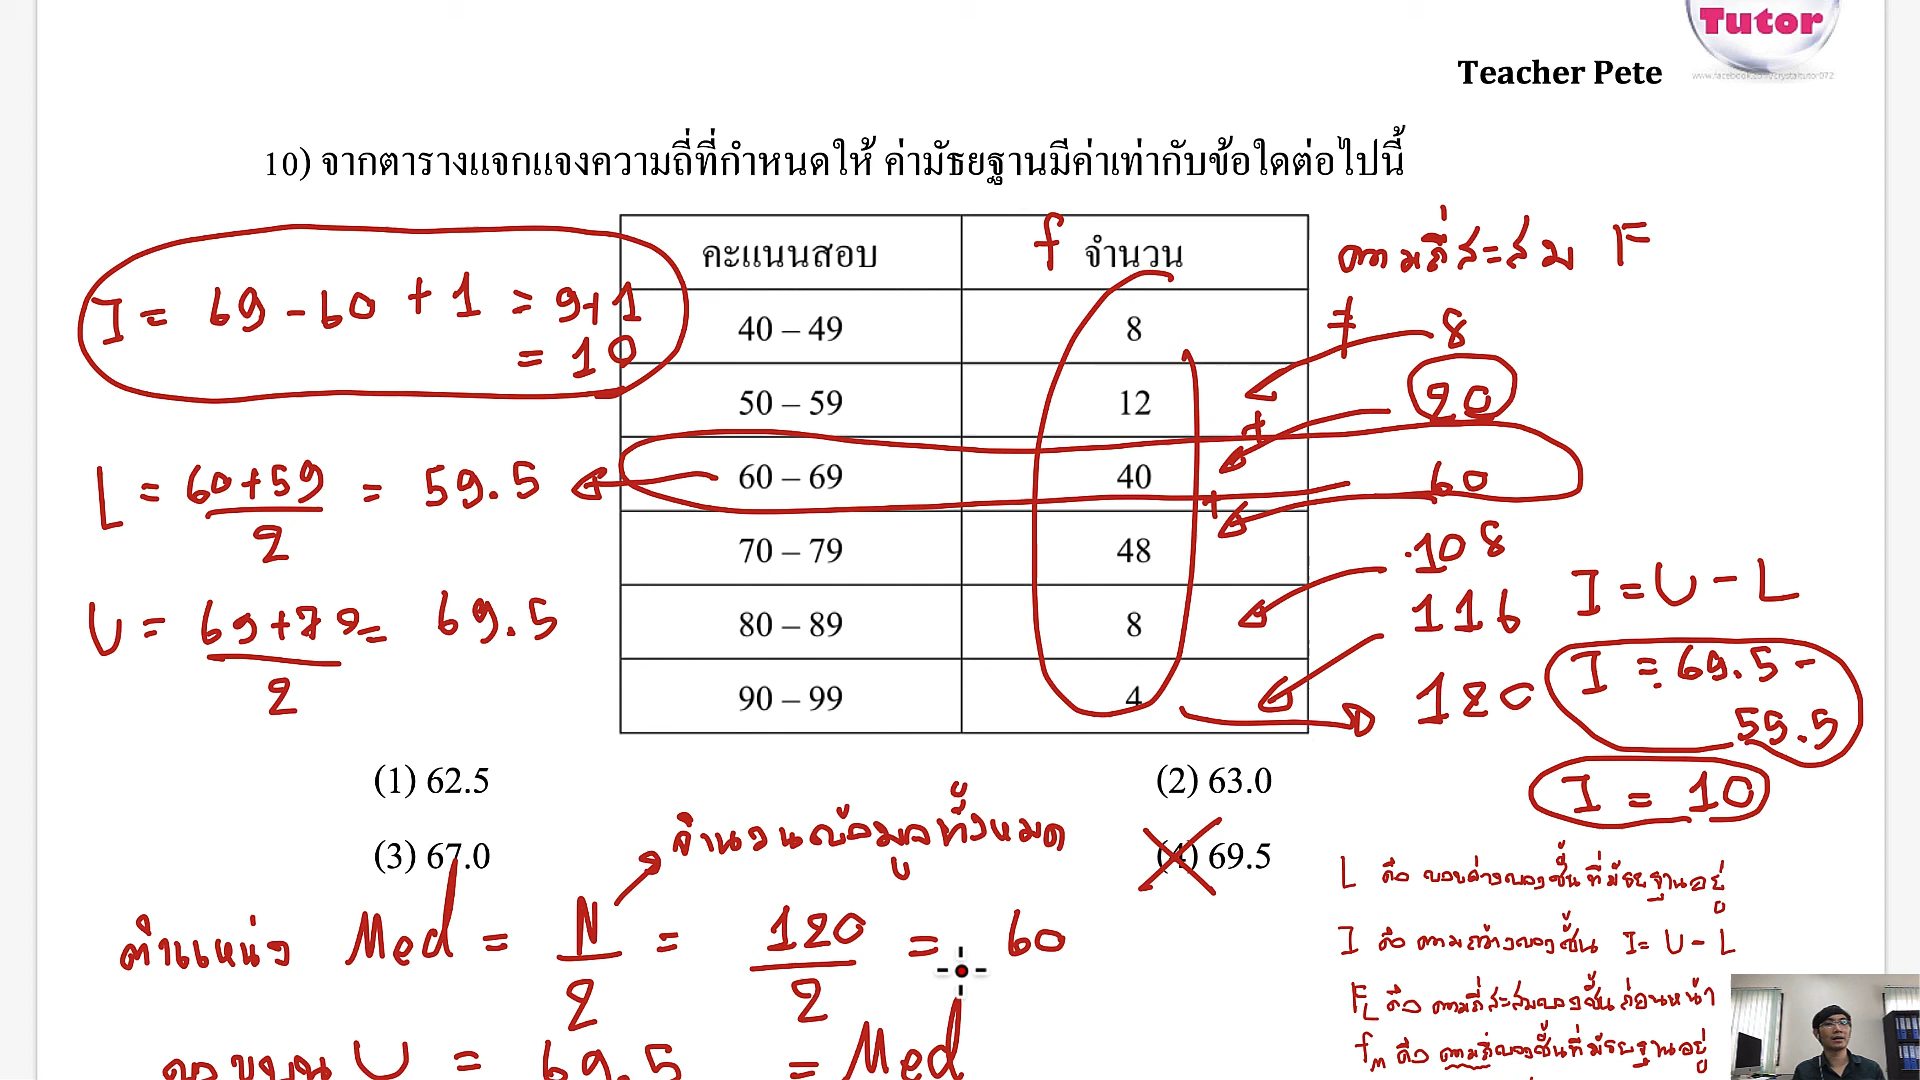 Tutor
www.facebook.com/crystaltutor072
Teacher Pete
10) จากตารางแจกแจงความถี่ที่กำหนดให้ ค่ามัธยฐานมีค่าเท่ากับข้อใดต่อไปนี้
คะแนนสอบ f จำนวน ความถี่สะสม F
40 – 49 8 8
50 – 59 12 20
60 – 69 40 60
70 – 79 48 108
80 – 89 8 116
90 – 99 4 120
I = 69 - 60 + 1 = 9+1
= 10
L = 60+59 = 59.5
2
U = 69+70 = 69.5
2
I = U - L
I = 69.5 -
59.5
I = 10
(1) 62.5 (2) 63.0
(3) 67.0 (4) 69.5
จำนวนข้อมูลทั้งหมด
ตำแหน่ง Med = N = 120 = 60
2 2
ขอบบน U = 69.5 = Med
L คือ ขอบล่างของชั้นที่มัธยฐานอยู่
I คือ ความกว้างของชั้น I = U - L
FL คือ ความถี่สะสมของชั้นก่อนหน้า
fm คือ ความถี่ของชั้นที่มัธยฐานอยู่